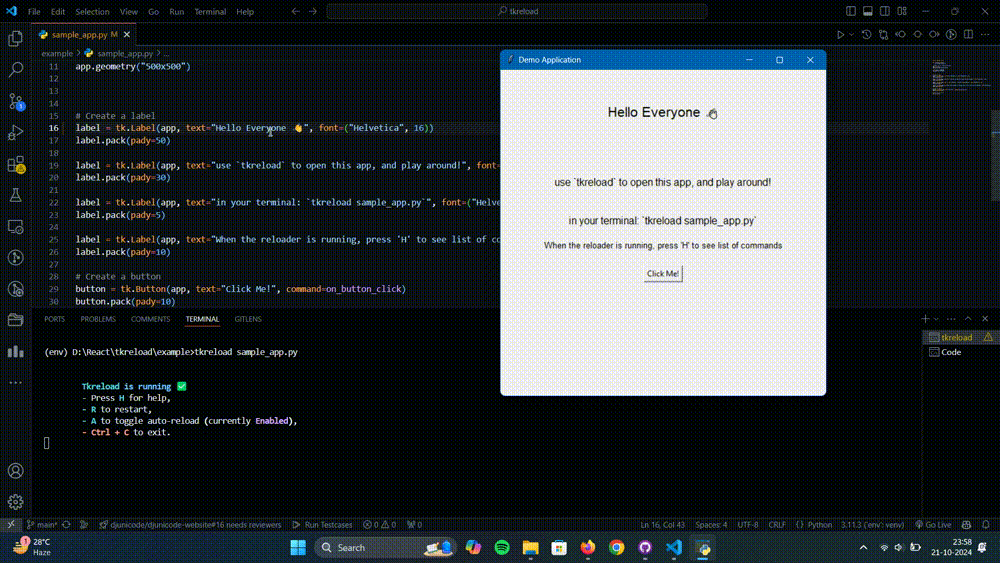 File Edit Selection View Go Run Terminal Help
tkreload
sample_app.py M
example > sample_app.py > ...
11 app.geometry("500x500")
12
13
14
15 # Create a label
16 label = tk.Label(app, text="Hello Everyone 👏", font=("Helvetica", 16))
17 label.pack(pady=50)
18
19 label = tk.Label(app, text="use `tkreload` to open this app, and play around!", font=
20 label.pack(pady=30)
21
22 label = tk.Label(app, text="in your terminal: `tkreload sample_app.py`", font=("Helve
23 label.pack(pady=5)
24
25 label = tk.Label(app, text="When the reloader is running, press 'H' to see list of co
26 label.pack(pady=10)
27
28 # Create a button
29 button = tk.Button(app, text="Click Me!", command=on_button_click)
30 button.pack(pady=10)
Demo Application
Hello Everyone 👏
use `tkreload` to open this app, and play around!
in your terminal: `tkreload sample_app.py`
When the reloader is running, press 'H' to see list of commands
Click Me!
PORTS PROBLEMS COMMENTS TERMINAL GITLENS
(env) D:\React\tkreload\example>tkreload sample_app.py
Tkreload is running ✅
- Press H for help,
- R to restart,
- A to toggle auto-reload (currently Enabled),
- Ctrl + C to exit.
tkreload
Code
main* djunicode/djunicode-website#16 needs reviewers Run Testcases 0 0 0 Ln 16, Col 43 Spaces: 4 UTF-8 CRLF {} Python 3.11.3 ('env': venv) Go Live
1 28°C
Haze
Search
23:58
21-10-2024